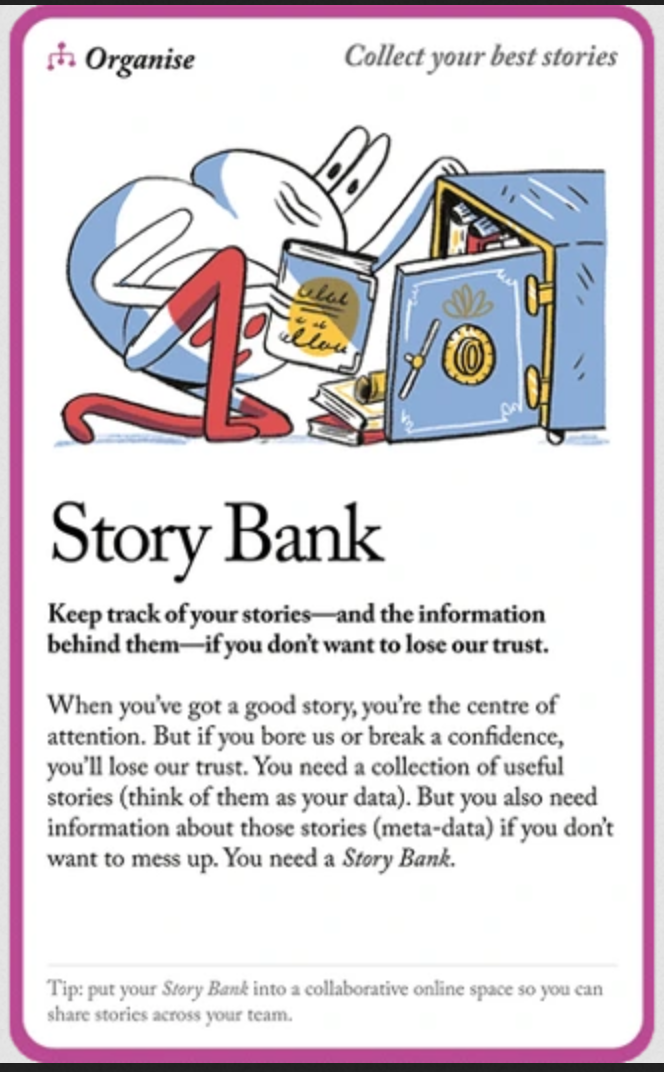 Organise
Collect your best stories
Story Bank
Keep track of your stories—and the information
behind them—if you don't want to lose our trust.
When you've got a good story, you're the centre of
attention. But if you bore us or break a confidence,
you'll lose our trust. You need a collection of useful
stories (think of them as your data). But you also need
information about those stories (meta-data) if you don't
want to mess up. You need a Story Bank.
Tip: put your Story Bank into a collaborative online space so you can
share stories across your team.